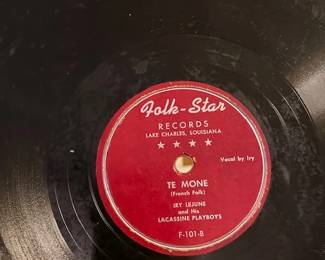 Folk-Star
RECORDS
LAKE CHARLES, LOUISIANA
Vocal by Iry
TE MONE
(French Folk)
IRY LEJUNE
and His
LACASSINE PLAYBOYS
F-101-B